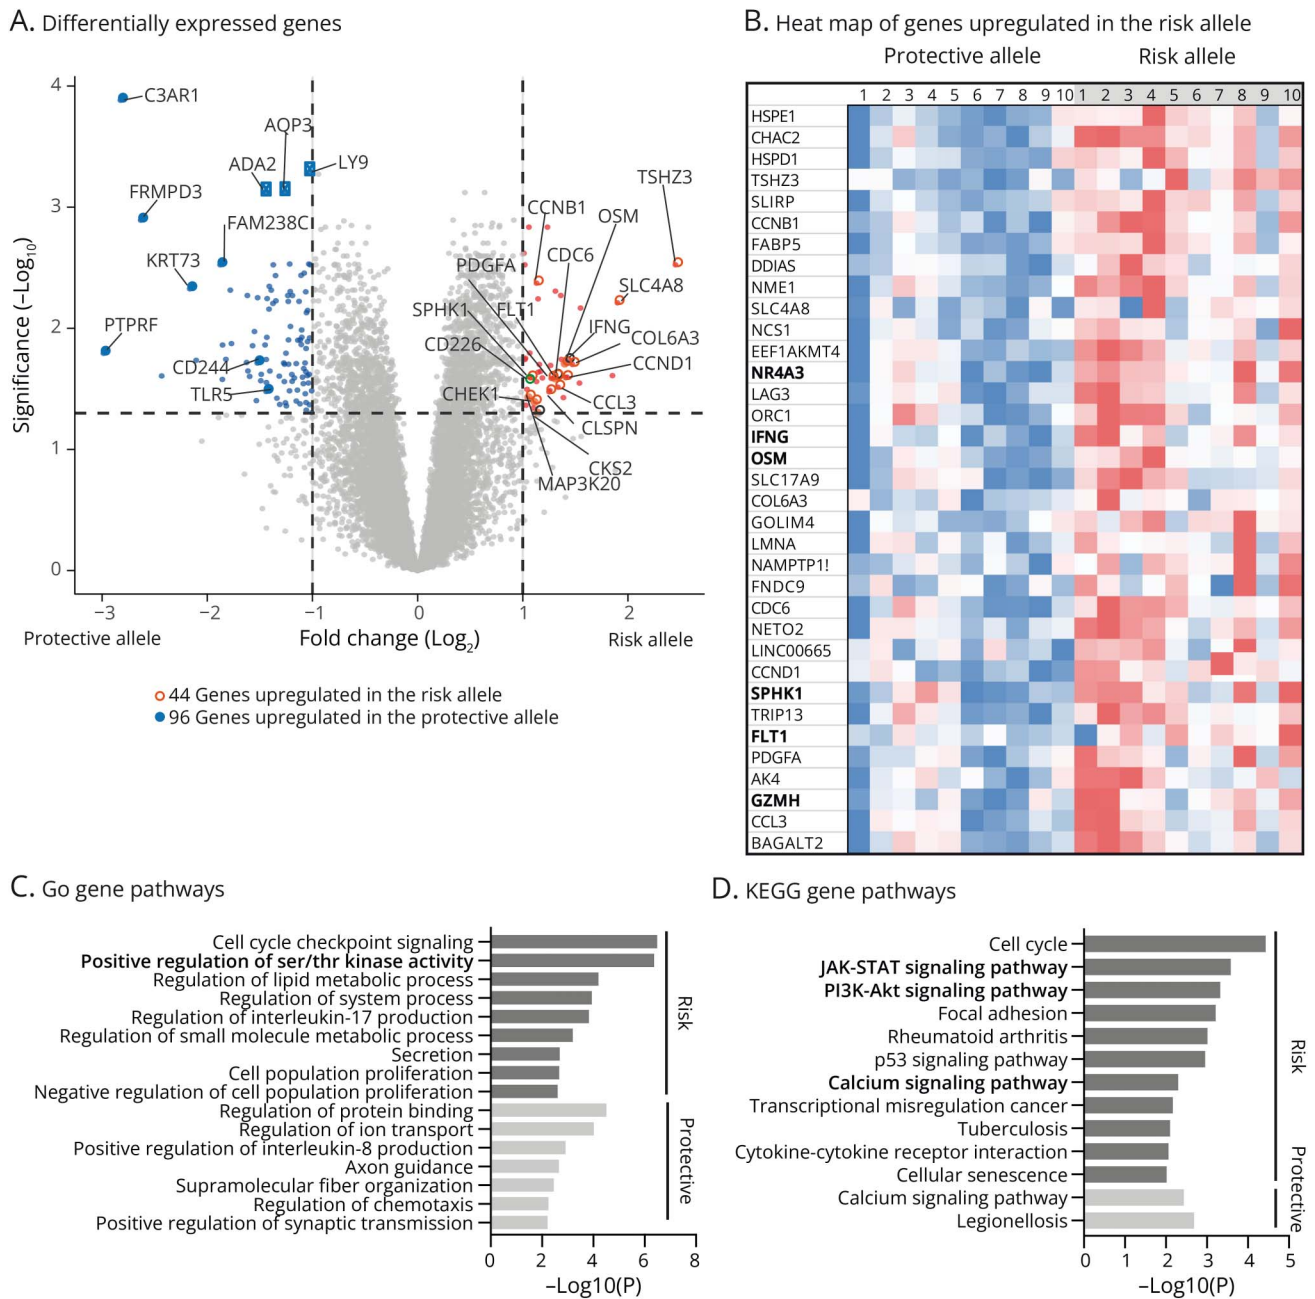 A. Differentially expressed genes
4
3
2
1
0
Significance (–Log10)
C3AR1
AQP3
ADA2
LY9
FRMPD3
FAM238C
KRT73
PTPRF
CD244
TLR5
TSHZ3
CCNB1
OSM
CDC6
PDGFA
SLC4A8
SPHK1
FLT1
IFNG
COL6A3
CD226
CCND1
CHEK1
CCL3
CLSPN
CKS2
MAP3K20
–3 –2 –1 0 1 2
Protective allele
Fold change (Log2)
Risk allele
44 Genes upregulated in the risk allele
96 Genes upregulated in the protective allele
B. Heat map of genes upregulated in the risk allele
Protective allele Risk allele
1 2 3 4 5 6 7 8 9 10 1 2 3 4 5 6 7 8 9 10
HSPE1
CHAC2
HSPD1
TSHZ3
SLIRP
CCNB1
FABP5
DDIAS
NME1
SLC4A8
NCS1
EEF1AKMT4
NR4A3
LAG3
ORC1
IFNG
OSM
SLC17A9
COL6A3
GOLIM4
LMNA
NAMPTP1!
FNDC9
CDC6
NETO2
LINC00665
CCND1
SPHK1
TRIP13
FLT1
PDGFA
AK4
GZMH
CCL3
BAGALT2
C. Go gene pathways
Cell cycle checkpoint signaling
Positive regulation of ser/thr kinase activity
Regulation of lipid metabolic process
Regulation of system process
Regulation of interleukin-17 production
Regulation of small molecule metabolic process
Secretion
Cell population proliferation
Negative regulation of cell population proliferation
Regulation of protein binding
Regulation of ion transport
Positive regulation of interleukin-8 production
Axon guidance
Supramolecular fiber organization
Regulation of chemotaxis
Positive regulation of synaptic transmission
Risk
Protective
0 2 4 6 8
–Log10(P)
D. KEGG gene pathways
Cell cycle
JAK-STAT signaling pathway
PI3K-Akt signaling pathway
Focal adhesion
Rheumatoid arthritis
p53 signaling pathway
Calcium signaling pathway
Transcriptional misregulation cancer
Tuberculosis
Cytokine-cytokine receptor interaction
Cellular senescence
Calcium signaling pathway
Legionellosis
Risk
Protective
0 1 2 3 4 5
–Log10(P)